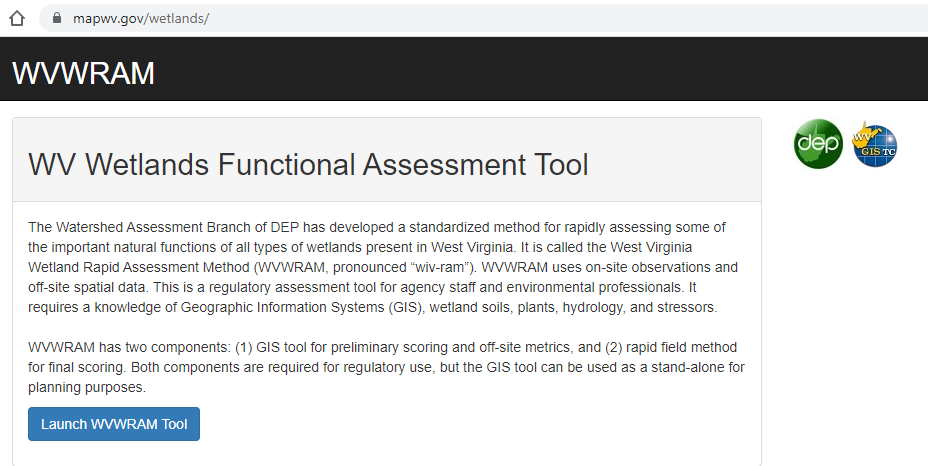 mapwv.gov/wetlands/
WVWRAM
WV Wetlands Functional Assessment Tool
dep
WV
GIS TC
The Watershed Assessment Branch of DEP has developed a standardized method for rapidly assessing some of
the important natural functions of all types of wetlands present in West Virginia. It is called the West Virginia
Wetland Rapid Assessment Method (WVWRAM, pronounced “wiv-ram”). WVWRAM uses on-site observations and
off-site spatial data. This is a regulatory assessment tool for agency staff and environmental professionals. It
requires a knowledge of Geographic Information Systems (GIS), wetland soils, plants, hydrology, and stressors.
WVWRAM has two components: (1) GIS tool for preliminary scoring and off-site metrics, and (2) rapid field method
for final scoring. Both components are required for regulatory use, but the GIS tool can be used as a stand-alone for
planning purposes.
Launch WVWRAM Tool